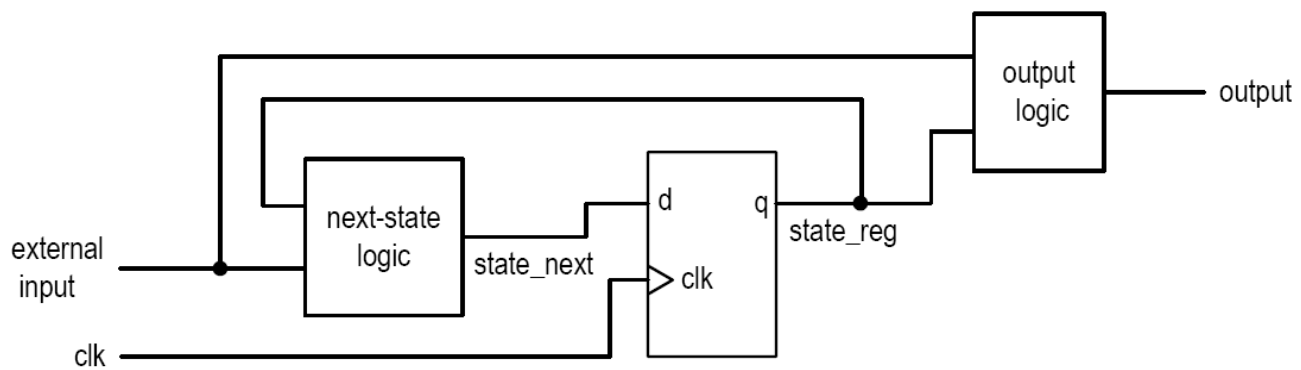 output
logic
output
next-state
logic
d
q
state_reg
external
input
state_next
clk
clk